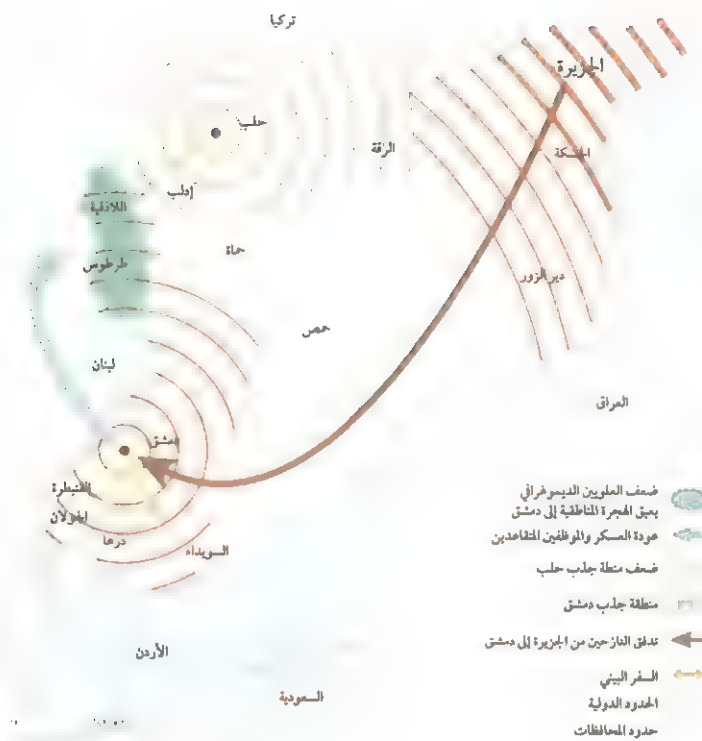 تركيا
الجزيرة
حلب
الرقة
الحسكة
إدلب
اللاذقية
حماة
طرطوس
دير الزور
حمص
لبنان
العراق
دمشق
القنيطرة
الجولان
درعا
السويداء
الأردن
السعودية
ضعف العلويين الديموغرافي
يعيق الهجرة المناطقية إلى دمشق
عودة العسكر والموظفين المتقاعدين
ضعف منطة جذب حلب
منطقة جذب دمشق
تدفق النازحين من الجزيرة إلى دمشق
السفر البيني
الحدود الدولية
حدود المحافظات